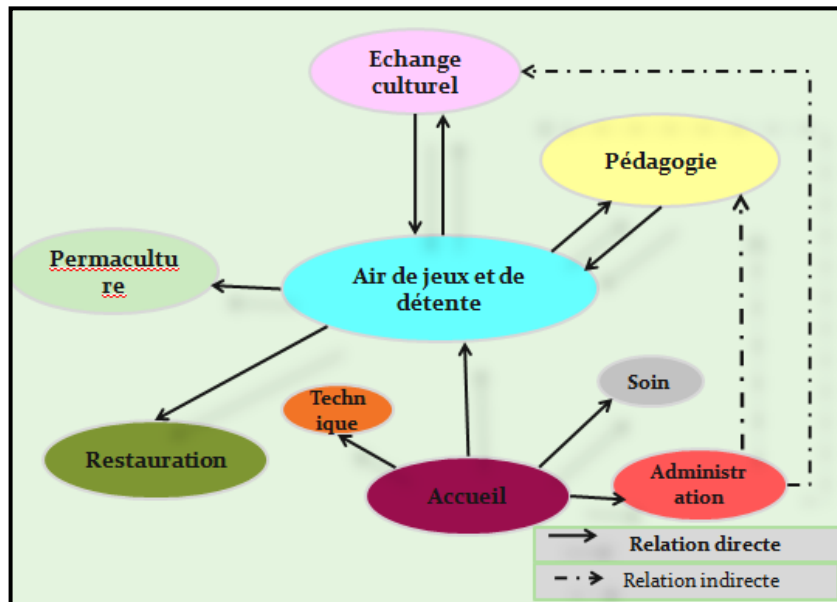 Echange
culturel
Pédagogie
Permacultu
re
Air de jeux et de
détente
Soin
Techn
ique
Restauration
Accueil
Administr
ation
Relation directe
Relation indirecte